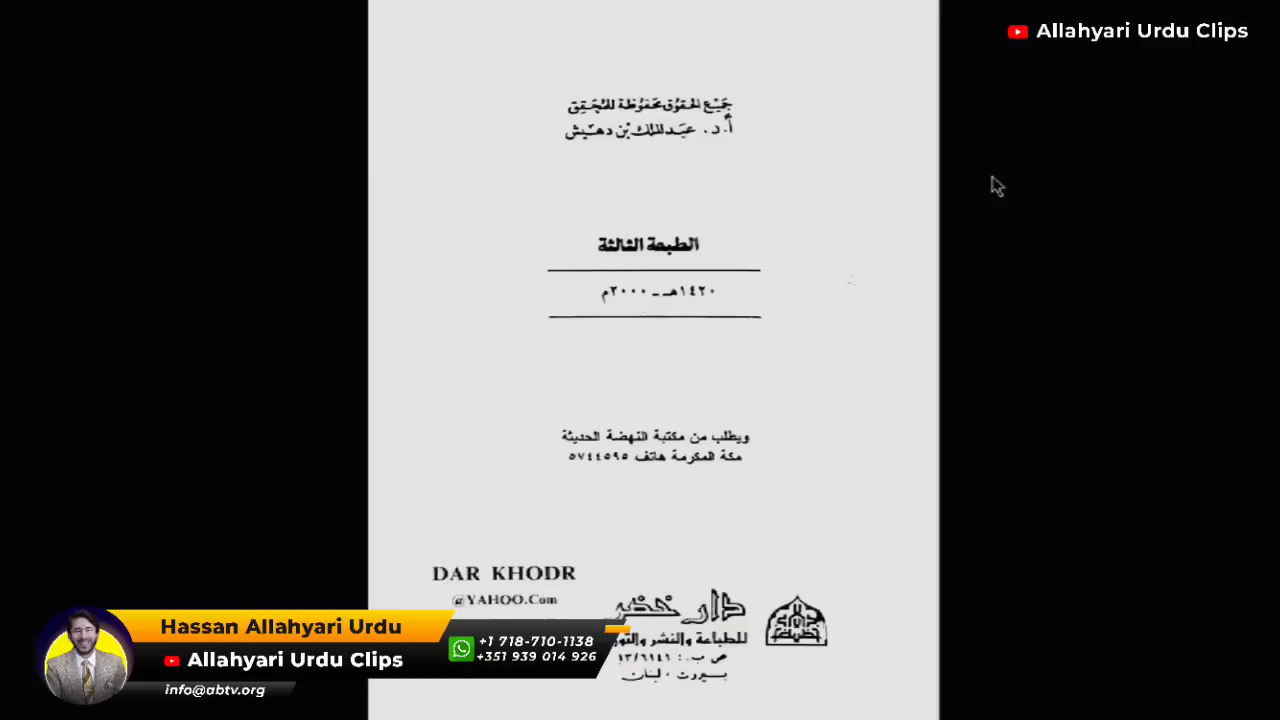 Allahyari Urdu Clips
جميع الحقوق محفوظة للمحقق
أ. د. عبد الملك بن دهيش
الطبعة الثالثة
١٤٢٠هـ - ٢٠٠٠م
ويطلب من مكتبة النهضة الحديثة
مكة المكرمة هاتف ٥٧٤٤٥٩٥
DAR KHODR
@YAHOO.Com
دار خضر
للطباعة والنشر والتو
ص ب.: ١٣/٦١٤١
بيروت - لبنان
Hassan Allahyari Urdu
Allahyari Urdu Clips
info@abtv.org
+1 718-710-1138
+351 939 014 926